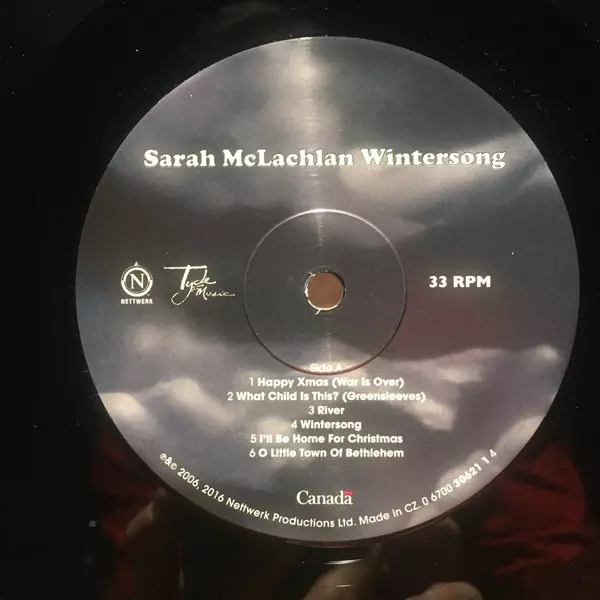 Sarah McLachlan Wintersong
N
NETTWERK
Tyde
Music
33 RPM
Side A
1 Happy Xmas (War Is Over)
2 What Child Is This? (Greensleeves)
3 River
4 Wintersong
5 I'll Be Home For Christmas
6 O Little Town Of Bethlehem
Canada
℗&© 2006, 2016 Nettwerk Productions Ltd. Made in CZ. 0 6700 30621 1 4